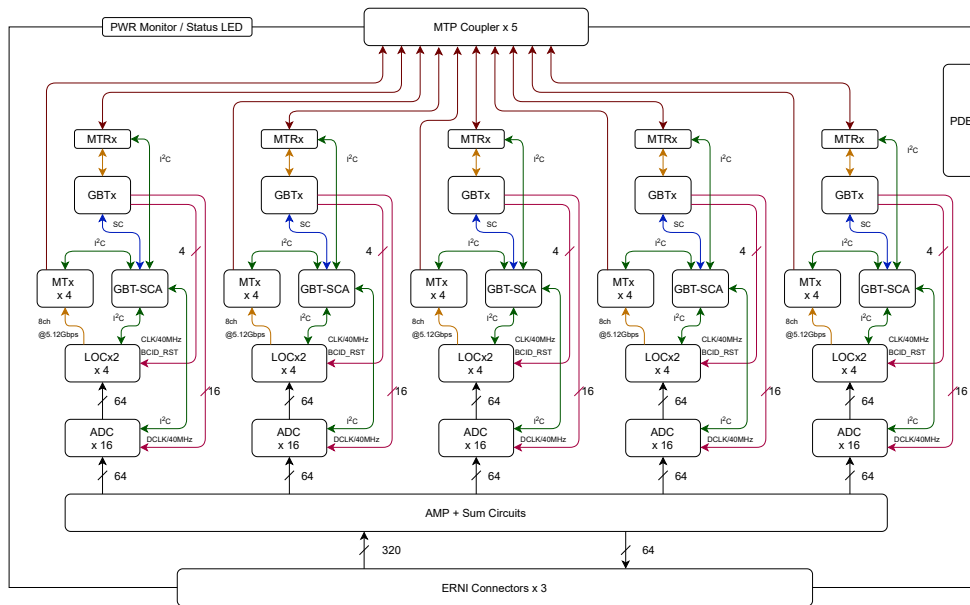 PWR Monitor / Status LED
MTP Coupler x 5
PDB
MTRx
MTRx
MTRx
MTRx
MTRx
I²C
I²C
I²C
I²C
I²C
GBTx
GBTx
GBTx
GBTx
GBTx
SC
SC
SC
SC
SC
I²C
4
I²C
4
I²C
4
I²C
4
I²C
4
MTx
x 4
GBT-SCA
MTx
x 4
GBT-SCA
MTx
x 4
GBT-SCA
MTx
x 4
GBT-SCA
MTx
x 4
GBT-SCA
8ch
@5.12Gbps
I²C
8ch
@5.12Gbps
I²C
8ch
@5.12Gbps
I²C
8ch
@5.12Gbps
I²C
8ch
@5.12Gbps
I²C
CLK/40MHz
BCID_RST
CLK/40MHz
BCID_RST
CLK/40MHz
BCID_RST
CLK/40MHz
BCID_RST
CLK/40MHz
BCID_RST
LOCx2
x 4
LOCx2
x 4
LOCx2
x 4
LOCx2
x 4
LOCx2
x 4
64
16
64
16
64
16
64
16
64
16
I²C
I²C
I²C
I²C
I²C
ADC
x 16
DCLK/40MHz
ADC
x 16
DCLK/40MHz
ADC
x 16
DCLK/40MHz
ADC
x 16
DCLK/40MHz
ADC
x 16
DCLK/40MHz
64
64
64
64
64
AMP + Sum Circuits
320
64
ERNI Connectors x 3